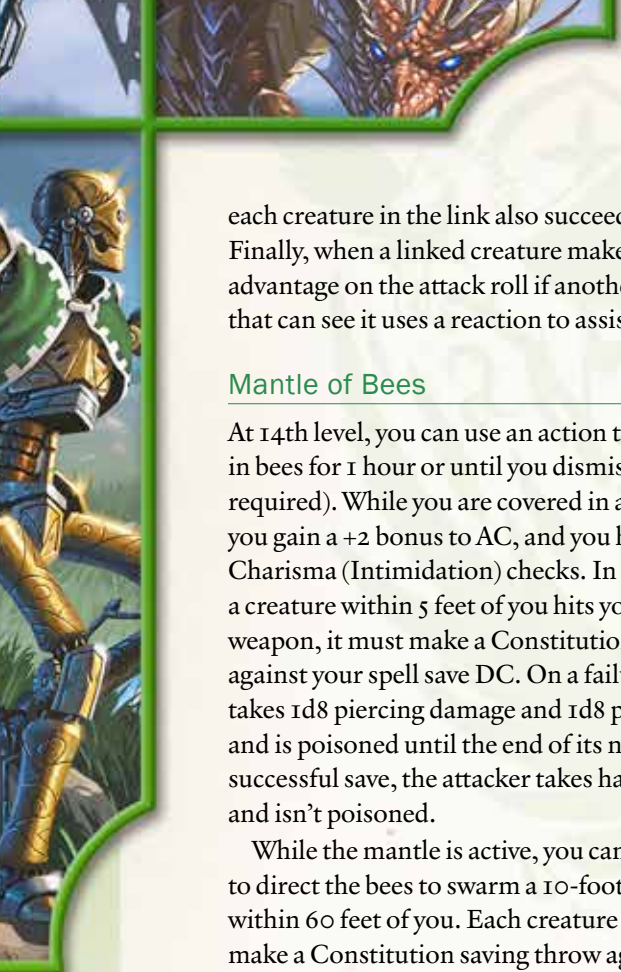 each creature in the link also succeed
Finally, when a linked creature make
advantage on the attack roll if anothe
that can see it uses a reaction to assis
Mantle of Bees
At 14th level, you can use an action t
in bees for 1 hour or until you dismis
required). While you are covered in a
you gain a +2 bonus to AC, and you h
Charisma (Intimidation) checks. In
a creature within 5 feet of you hits yo
weapon, it must make a Constitution
against your spell save DC. On a fail
takes 1d8 piercing damage and 1d8 p
and is poisoned until the end of its n
successful save, the attacker takes ha
and isn't poisoned.
While the mantle is active, you can
to direct the bees to swarm a 10-foot
within 60 feet of you. Each creature
make a Constitution saving throw ag